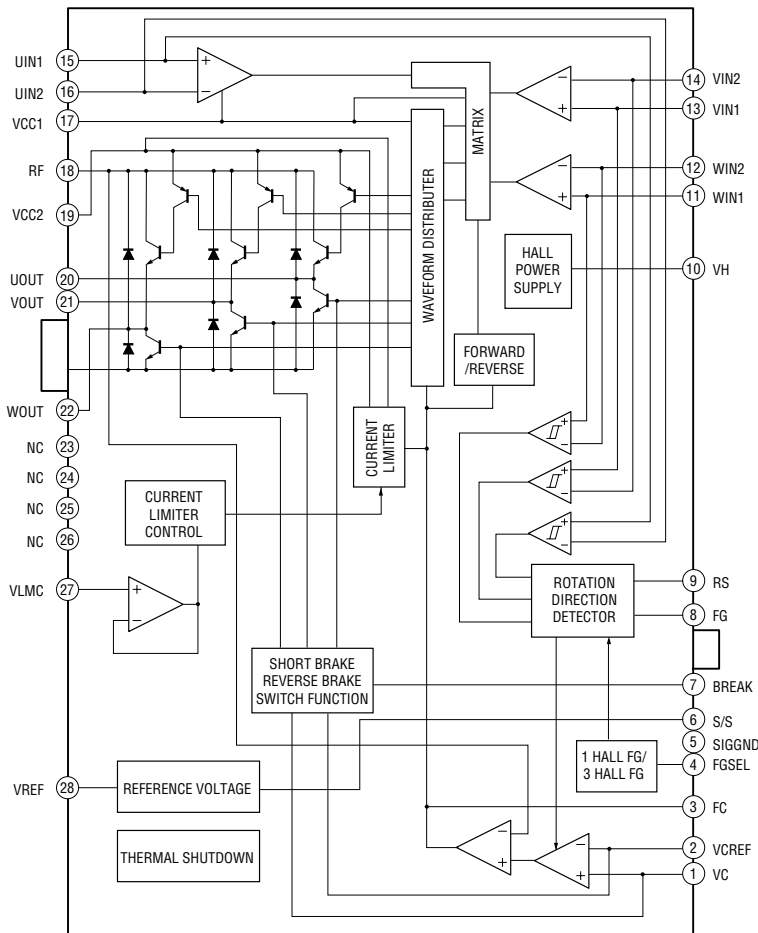 UIN1 15
UIN2 16
VCC1 17
RF 18
VCC2 19
UOUT 20
VOUT 21
WOUT 22
NC 23
NC 24
NC 25
NC 26
VLMC 27
VREF 28
+
−
MATRIX
WAVEFORM DISTRIBUTER
−
+
−
+
14 VIN2
13 VIN1
12 WIN2
11 WIN1
HALL
POWER
SUPPLY
10 VH
FORWARD
/REVERSE
CURRENT
LIMITER
CURRENT
LIMITER
CONTROL
+
−
+
−
+
−
+
−
ROTATION
DIRECTION
DETECTOR
9 RS
8 FG
SHORT BRAKE
REVERSE BRAKE
SWITCH FUNCTION
7 BREAK
6 S/S
5 SIGGND
1 HALL FG/
3 HALL FG
4 FGSEL
REFERENCE VOLTAGE
3 FC
THERMAL SHUTDOWN
−
+
−
+
2 VCREF
1 VC